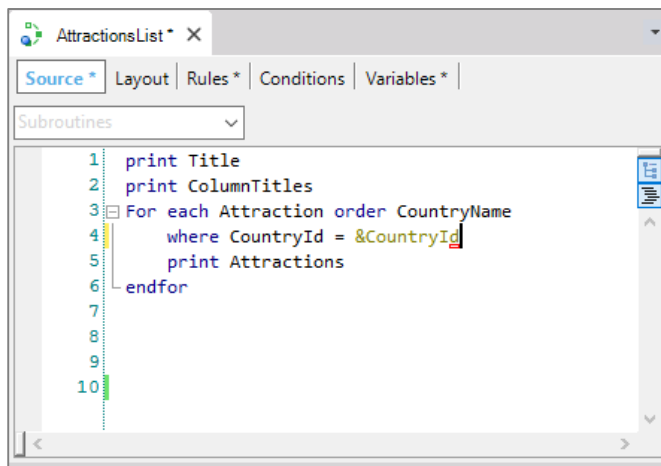 AttractionsList *
Source * Layout Rules * Conditions Variables *
Subroutines
1 print Title
2 print ColumnTitles
3 For each Attraction order CountryName
4 where CountryId = &CountryId
5 print Attractions
6 endfor
7
8
9
10